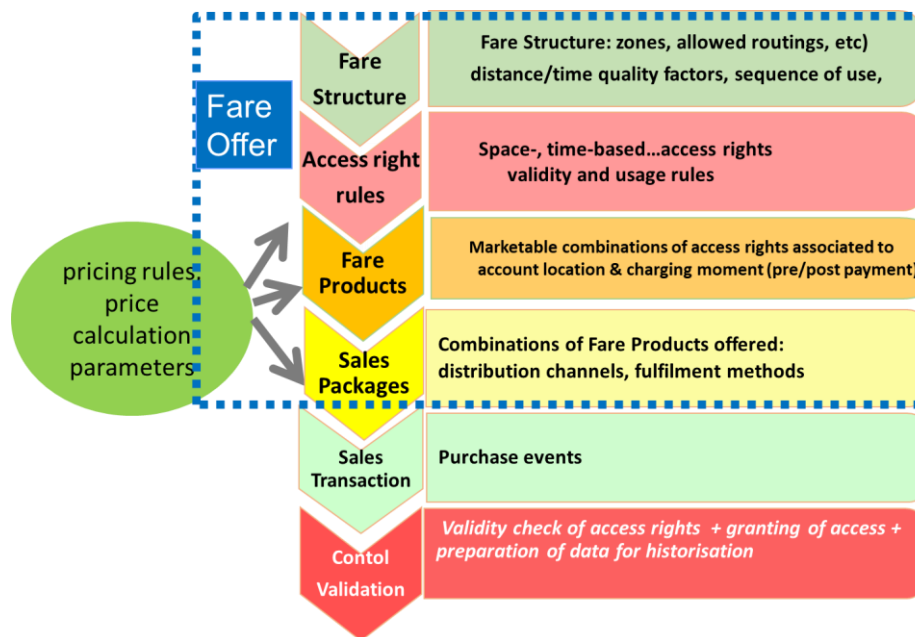 Fare
Structure
Fare Structure: zones, allowed routings, etc)
distance/time quality factors, sequence of use,
Fare
Offer
Access right
rules
Space-, time-based...access rights
validity and usage rules
pricing rules,
price
calculation
parameters
Fare
Products
Marketable combinations of access rights associated to
account location & charging moment (pre/post payment)
Sales
Packages
Combinations of Fare Products offered:
distribution channels, fulfilment methods
Sales
Transaction
Purchase events
Contol
Validation
Validity check of access rights + granting of access +
preparation of data for historisation